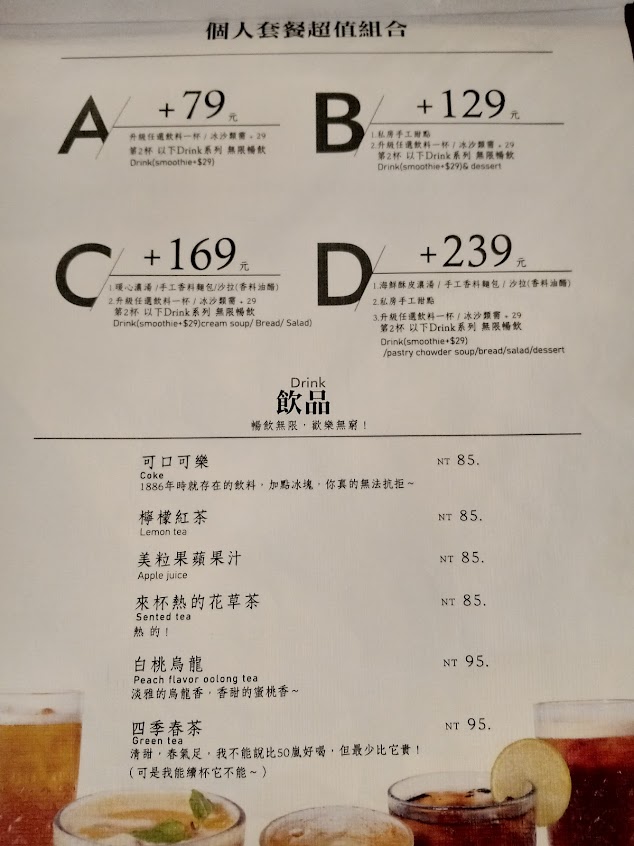 個人套餐超值組合
A +79元
升級任選飲料一杯 / 冰沙類需 + 29
第2杯 以下Drink系列 無限暢飲
Drink(smoothie+$29)
B +129元
1.私房手工甜點
2.升級任選飲料一杯 / 冰沙類需 + 29
第2杯 以下Drink系列 無限暢飲
Drink(smoothie+$29)& dessert
C +169元
1.暖心濃湯 /手工香料麵包/沙拉(香料油醋)
2.升級任選飲料一杯 / 冰沙類需 + 29
第2杯 以下Drink系列 無限暢飲
Drink(smoothie+$29)cream soup/ Bread/ Salad)
D +239元
1.海鮮酥皮濃湯 / 手工香料麵包 / 沙拉(香料油醋)
2.私房手工甜點
3.升級任選飲料一杯 / 冰沙類需 + 29
第2杯 以下Drink系列 無限暢飲
Drink(smoothie+$29)
/pastry chowder soup/bread/salad/dessert
Drink
飲品
暢飲無限，歡樂無窮！
可口可樂 NT 85.
Coke
1886年時就存在的飲料，加點冰塊，你真的無法抗拒～
檸檬紅茶 NT 85.
Lemon tea
美粒果蘋果汁 NT 85.
Apple juice
來杯熱的花草茶 NT 85.
Sented tea
熱的！
白桃烏龍 NT 95.
Peach flavor oolong tea
淡雅的烏龍香，香甜的蜜桃香～
四季春茶 NT 95.
Green tea
清甜，春氣足，我不能說比50嵐好喝，但最少比它貴！
（可是我能續杯它不能～）